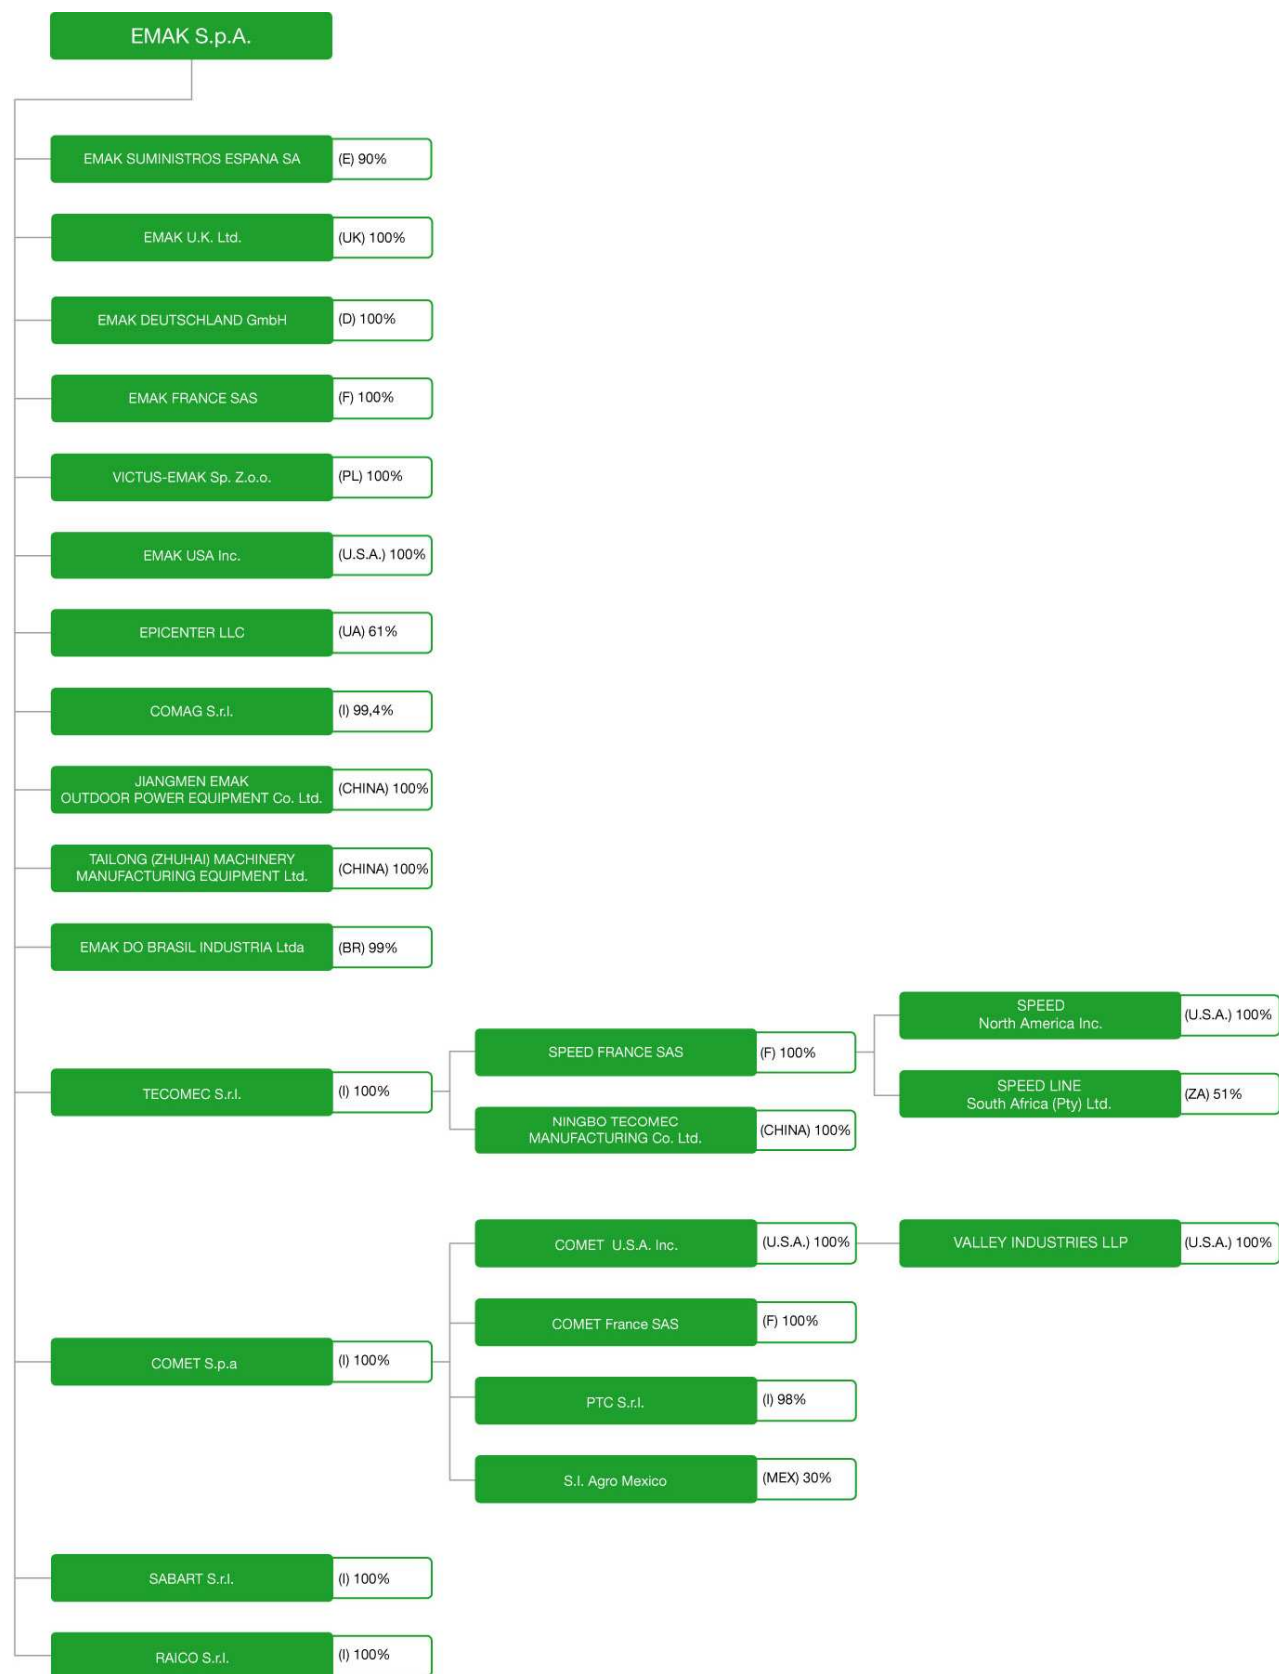 EMAK S.p.A.
EMAK SUMINISTROS ESPANA SA (E) 90%
EMAK U.K. Ltd. (UK) 100%
EMAK DEUTSCHLAND GmbH (D) 100%
EMAK FRANCE SAS (F) 100%
VICTUS-EMAK Sp. Z.o.o. (PL) 100%
EMAK USA Inc. (U.S.A.) 100%
EPICENTER LLC (UA) 61%
COMAG S.r.l. (I) 99,4%
JIANGMEN EMAK
OUTDOOR POWER EQUIPMENT Co. Ltd. (CHINA) 100%
TAILONG (ZHUHAI) MACHINERY
MANUFACTURING EQUIPMENT Ltd. (CHINA) 100%
EMAK DO BRASIL INDUSTRIA Ltda (BR) 99%
TECOMEC S.r.l. (I) 100%
SPEED FRANCE SAS (F) 100%
SPEED
North America Inc. (U.S.A.) 100%
SPEED LINE
South Africa (Pty) Ltd. (ZA) 51%
NINGBO TECOMEC
MANUFACTURING Co. Ltd. (CHINA) 100%
COMET S.p.a (I) 100%
COMET U.S.A. Inc. (U.S.A.) 100%
VALLEY INDUSTRIES LLP (U.S.A.) 100%
COMET France SAS (F) 100%
PTC S.r.l. (I) 98%
S.I. Agro Mexico (MEX) 30%
SABART S.r.l. (I) 100%
RAICO S.r.l. (I) 100%